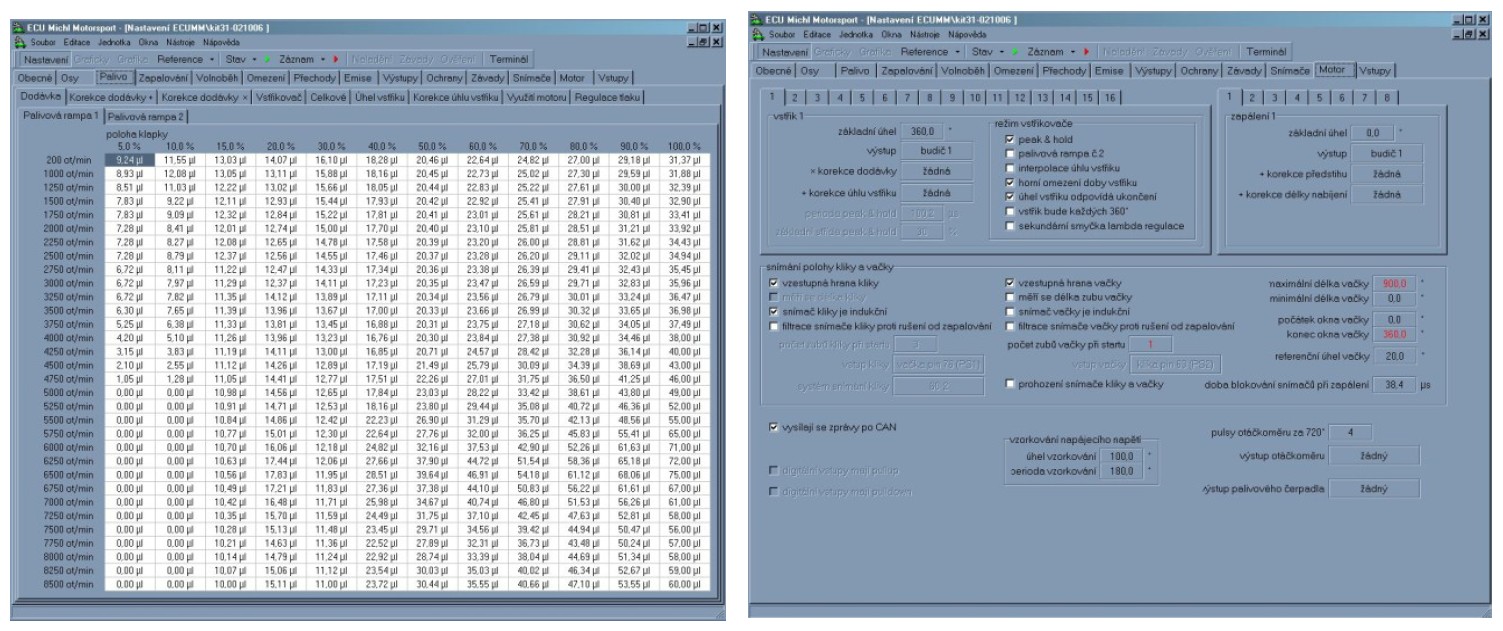 ECU Michl Motorsport - [Nastavení ECUMM\kit31-021006 ]
Soubor Editace Jednotka Okna Nástroje Nápověda
Nastavení Graficky Grafika Reference Stav Záznam Naladění Závady Ověření Terminál
Obecné Osy Palivo Zapalování Volnoběh Omezení Přechody Emise Výstupy Ochrany Závady Snímače Motor Vstupy
Dodávka Korekce dodávky + Korekce dodávky × Vstřikovač Celkové Úhel vstřiku Korekce úhlu vstřiku Využití motoru Regulace tlaku
Palivová rampa 1 Palivová rampa 2
poloha klapky
5,0 % 10,0 % 15,0 % 20,0 % 30,0 % 40,0 % 50,0 % 60,0 % 70,0 % 80,0 % 90,0 % 100,0 %
200 ot/min 9,24 µl 11,55 µl 13,03 µl 14,07 µl 16,10 µl 18,28 µl 20,46 µl 22,64 µl 24,82 µl 27,00 µl 29,18 µl 31,37 µl
1000 ot/min 8,93 µl 12,08 µl 13,05 µl 13,11 µl 15,88 µl 18,16 µl 20,45 µl 22,73 µl 25,02 µl 27,30 µl 29,59 µl 31,88 µl
1250 ot/min 8,51 µl 11,03 µl 12,22 µl 13,02 µl 15,66 µl 18,05 µl 20,44 µl 22,83 µl 25,22 µl 27,61 µl 30,00 µl 32,39 µl
1500 ot/min 7,83 µl 9,22 µl 12,11 µl 12,93 µl 15,44 µl 17,93 µl 20,42 µl 22,92 µl 25,41 µl 27,91 µl 30,40 µl 32,90 µl
1750 ot/min 7,83 µl 9,09 µl 12,32 µl 12,84 µl 15,22 µl 17,81 µl 20,41 µl 23,01 µl 25,61 µl 28,21 µl 30,81 µl 33,41 µl
2000 ot/min 7,28 µl 8,41 µl 12,01 µl 12,74 µl 15,00 µl 17,70 µl 20,40 µl 23,10 µl 25,81 µl 28,51 µl 31,21 µl 33,92 µl
2250 ot/min 7,28 µl 8,27 µl 12,08 µl 12,65 µl 14,78 µl 17,58 µl 20,39 µl 23,20 µl 26,00 µl 28,81 µl 31,62 µl 34,43 µl
2500 ot/min 7,28 µl 8,79 µl 12,37 µl 12,56 µl 14,55 µl 17,46 µl 20,37 µl 23,28 µl 26,20 µl 29,11 µl 32,02 µl 34,94 µl
2750 ot/min 6,72 µl 8,11 µl 11,22 µl 12,47 µl 14,33 µl 17,34 µl 20,36 µl 23,38 µl 26,39 µl 29,41 µl 32,43 µl 35,45 µl
3000 ot/min 6,72 µl 7,97 µl 11,29 µl 12,37 µl 14,11 µl 17,23 µl 20,35 µl 23,47 µl 26,59 µl 29,71 µl 32,83 µl 35,96 µl
3250 ot/min 6,72 µl 7,82 µl 11,35 µl 14,12 µl 13,89 µl 17,11 µl 20,34 µl 23,56 µl 26,79 µl 30,01 µl 33,24 µl 36,47 µl
3500 ot/min 6,30 µl 7,65 µl 11,39 µl 13,96 µl 13,67 µl 17,00 µl 20,33 µl 23,66 µl 26,99 µl 30,32 µl 33,65 µl 36,98 µl
3750 ot/min 5,25 µl 6,38 µl 11,33 µl 13,81 µl 13,45 µl 16,88 µl 20,31 µl 23,75 µl 27,18 µl 30,62 µl 34,05 µl 37,49 µl
4000 ot/min 4,20 µl 5,10 µl 11,26 µl 13,96 µl 13,23 µl 16,76 µl 20,30 µl 23,84 µl 27,38 µl 30,92 µl 34,46 µl 38,00 µl
4250 ot/min 3,15 µl 3,83 µl 11,19 µl 14,11 µl 13,00 µl 16,85 µl 20,71 µl 24,57 µl 28,42 µl 32,28 µl 36,14 µl 40,00 µl
4500 ot/min 2,10 µl 2,55 µl 11,12 µl 14,26 µl 12,89 µl 17,19 µl 21,49 µl 25,79 µl 30,09 µl 34,39 µl 38,69 µl 43,00 µl
4750 ot/min 1,05 µl 1,28 µl 11,05 µl 14,41 µl 12,77 µl 17,51 µl 22,26 µl 27,01 µl 31,75 µl 36,50 µl 41,25 µl 46,00 µl
5000 ot/min 0,00 µl 0,00 µl 10,98 µl 14,56 µl 12,65 µl 17,84 µl 23,03 µl 28,22 µl 33,42 µl 38,61 µl 43,80 µl 49,00 µl
5250 ot/min 0,00 µl 0,00 µl 10,91 µl 14,71 µl 12,53 µl 18,16 µl 23,80 µl 29,44 µl 35,08 µl 40,72 µl 46,36 µl 52,00 µl
5500 ot/min 0,00 µl 0,00 µl 10,84 µl 14,86 µl 12,42 µl 22,23 µl 26,90 µl 31,29 µl 35,70 µl 42,13 µl 48,56 µl 55,00 µl
5750 ot/min 0,00 µl 0,00 µl 10,77 µl 15,01 µl 12,30 µl 22,64 µl 27,76 µl 32,00 µl 36,25 µl 45,83 µl 55,41 µl 65,00 µl
6000 ot/min 0,00 µl 0,00 µl 10,70 µl 16,06 µl 12,18 µl 24,82 µl 32,16 µl 37,53 µl 42,90 µl 52,26 µl 61,63 µl 71,00 µl
6250 ot/min 0,00 µl 0,00 µl 10,63 µl 17,44 µl 12,06 µl 27,66 µl 37,90 µl 44,72 µl 51,54 µl 58,36 µl 65,18 µl 72,00 µl
6500 ot/min 0,00 µl 0,00 µl 10,56 µl 17,83 µl 11,95 µl 28,51 µl 39,64 µl 46,91 µl 54,18 µl 61,12 µl 68,06 µl 75,00 µl
6750 ot/min 0,00 µl 0,00 µl 10,49 µl 17,21 µl 11,83 µl 27,36 µl 37,38 µl 44,10 µl 50,83 µl 56,22 µl 61,61 µl 67,00 µl
7000 ot/min 0,00 µl 0,00 µl 10,42 µl 16,48 µl 11,71 µl 25,98 µl 34,67 µl 40,74 µl 46,80 µl 51,53 µl 56,26 µl 61,00 µl
7250 ot/min 0,00 µl 0,00 µl 10,35 µl 15,70 µl 11,59 µl 24,49 µl 31,75 µl 37,10 µl 42,45 µl 47,63 µl 52,81 µl 58,00 µl
7500 ot/min 0,00 µl 0,00 µl 10,28 µl 15,13 µl 11,48 µl 23,45 µl 29,71 µl 34,56 µl 39,42 µl 44,94 µl 50,47 µl 56,00 µl
7750 ot/min 0,00 µl 0,00 µl 10,21 µl 14,63 µl 11,36 µl 22,52 µl 27,89 µl 32,31 µl 36,73 µl 43,48 µl 50,24 µl 57,00 µl
8000 ot/min 0,00 µl 0,00 µl 10,14 µl 14,79 µl 11,24 µl 22,92 µl 28,74 µl 33,39 µl 38,04 µl 44,69 µl 51,34 µl 58,00 µl
8250 ot/min 0,00 µl 0,00 µl 10,07 µl 15,06 µl 11,12 µl 23,54 µl 30,03 µl 35,03 µl 40,02 µl 46,34 µl 52,67 µl 59,00 µl
8500 ot/min 0,00 µl 0,00 µl 10,00 µl 15,11 µl 11,00 µl 23,72 µl 30,44 µl 35,55 µl 40,66 µl 47,10 µl 53,55 µl 60,00 µl
ECU Michl Motorsport - [Nastavení ECUMM\kit31-021006 ]
Soubor Editace Jednotka Okna Nástroje Nápověda
Nastavení Graficky Grafika Reference Stav Záznam Naladění Závady Ověření Terminál
Obecné Osy Palivo Zapalování Volnoběh Omezení Přechody Emise Výstupy Ochrany Závady Snímače Motor Vstupy
1 2 3 4 5 6 7 8 9 10 11 12 13 14 15 16
vstřik 1
základní úhel 360,0 °
výstup budič 1
× korekce dodávky žádná
+ korekce úhlu vstřiku žádná
perioda peak & hold 100,2 µs
základní střída peak & hold 30 %
režim vstřikovače
peak & hold
palivová rampa č.2
interpolace úhlu vstřiku
horní omezení doby vstřiku
úhel vstřiku odpovídá ukončení
vstřik bude každých 360°
sekundární smyčka lambda regulace
1 2 3 4 5 6 7 8
zapálení 1
základní úhel 0,0 °
výstup budič 1
+ korekce předstihu žádná
+ korekce délky nabíjení žádná
snímání polohy kliky a vačky
vzestupná hrana kliky
měří se délka kliky
snímač kliky je indukční
filtrace snímače kliky proti rušení od zapalování
počet zubů kliky při startu 3
vstup kliky vačka pin 78 (PS1)
systém snímání kliky 60-2
vzestupná hrana vačky
měří se délka zubu vačky
snímač vačky je indukční
filtrace snímače vačky proti rušení od zapalování
počet zubů vačky při startu 1
vstup vačky klika pin 63 (PS2)
prohození snímače kliky a vačky
maximální délka vačky 900,0 °
minimální délka vačky 0,0 °
počátek okna vačky 0,0 °
konec okna vačky 360,0 °
referenční úhel vačky 20,0 °
doba blokování snímačů při zapálení 38,4 µs
vysílají se zprávy po CAN
digitální vstupy mají pullup
digitální vstupy mají pulldown
vzorkování napájecího napětí
úhel vzorkování 100,0 °
perioda vzorkování 180,0 °
pulsy otáčkoměru za 720° 4
výstup otáčkoměru žádný
výstup palivového čerpadla žádný